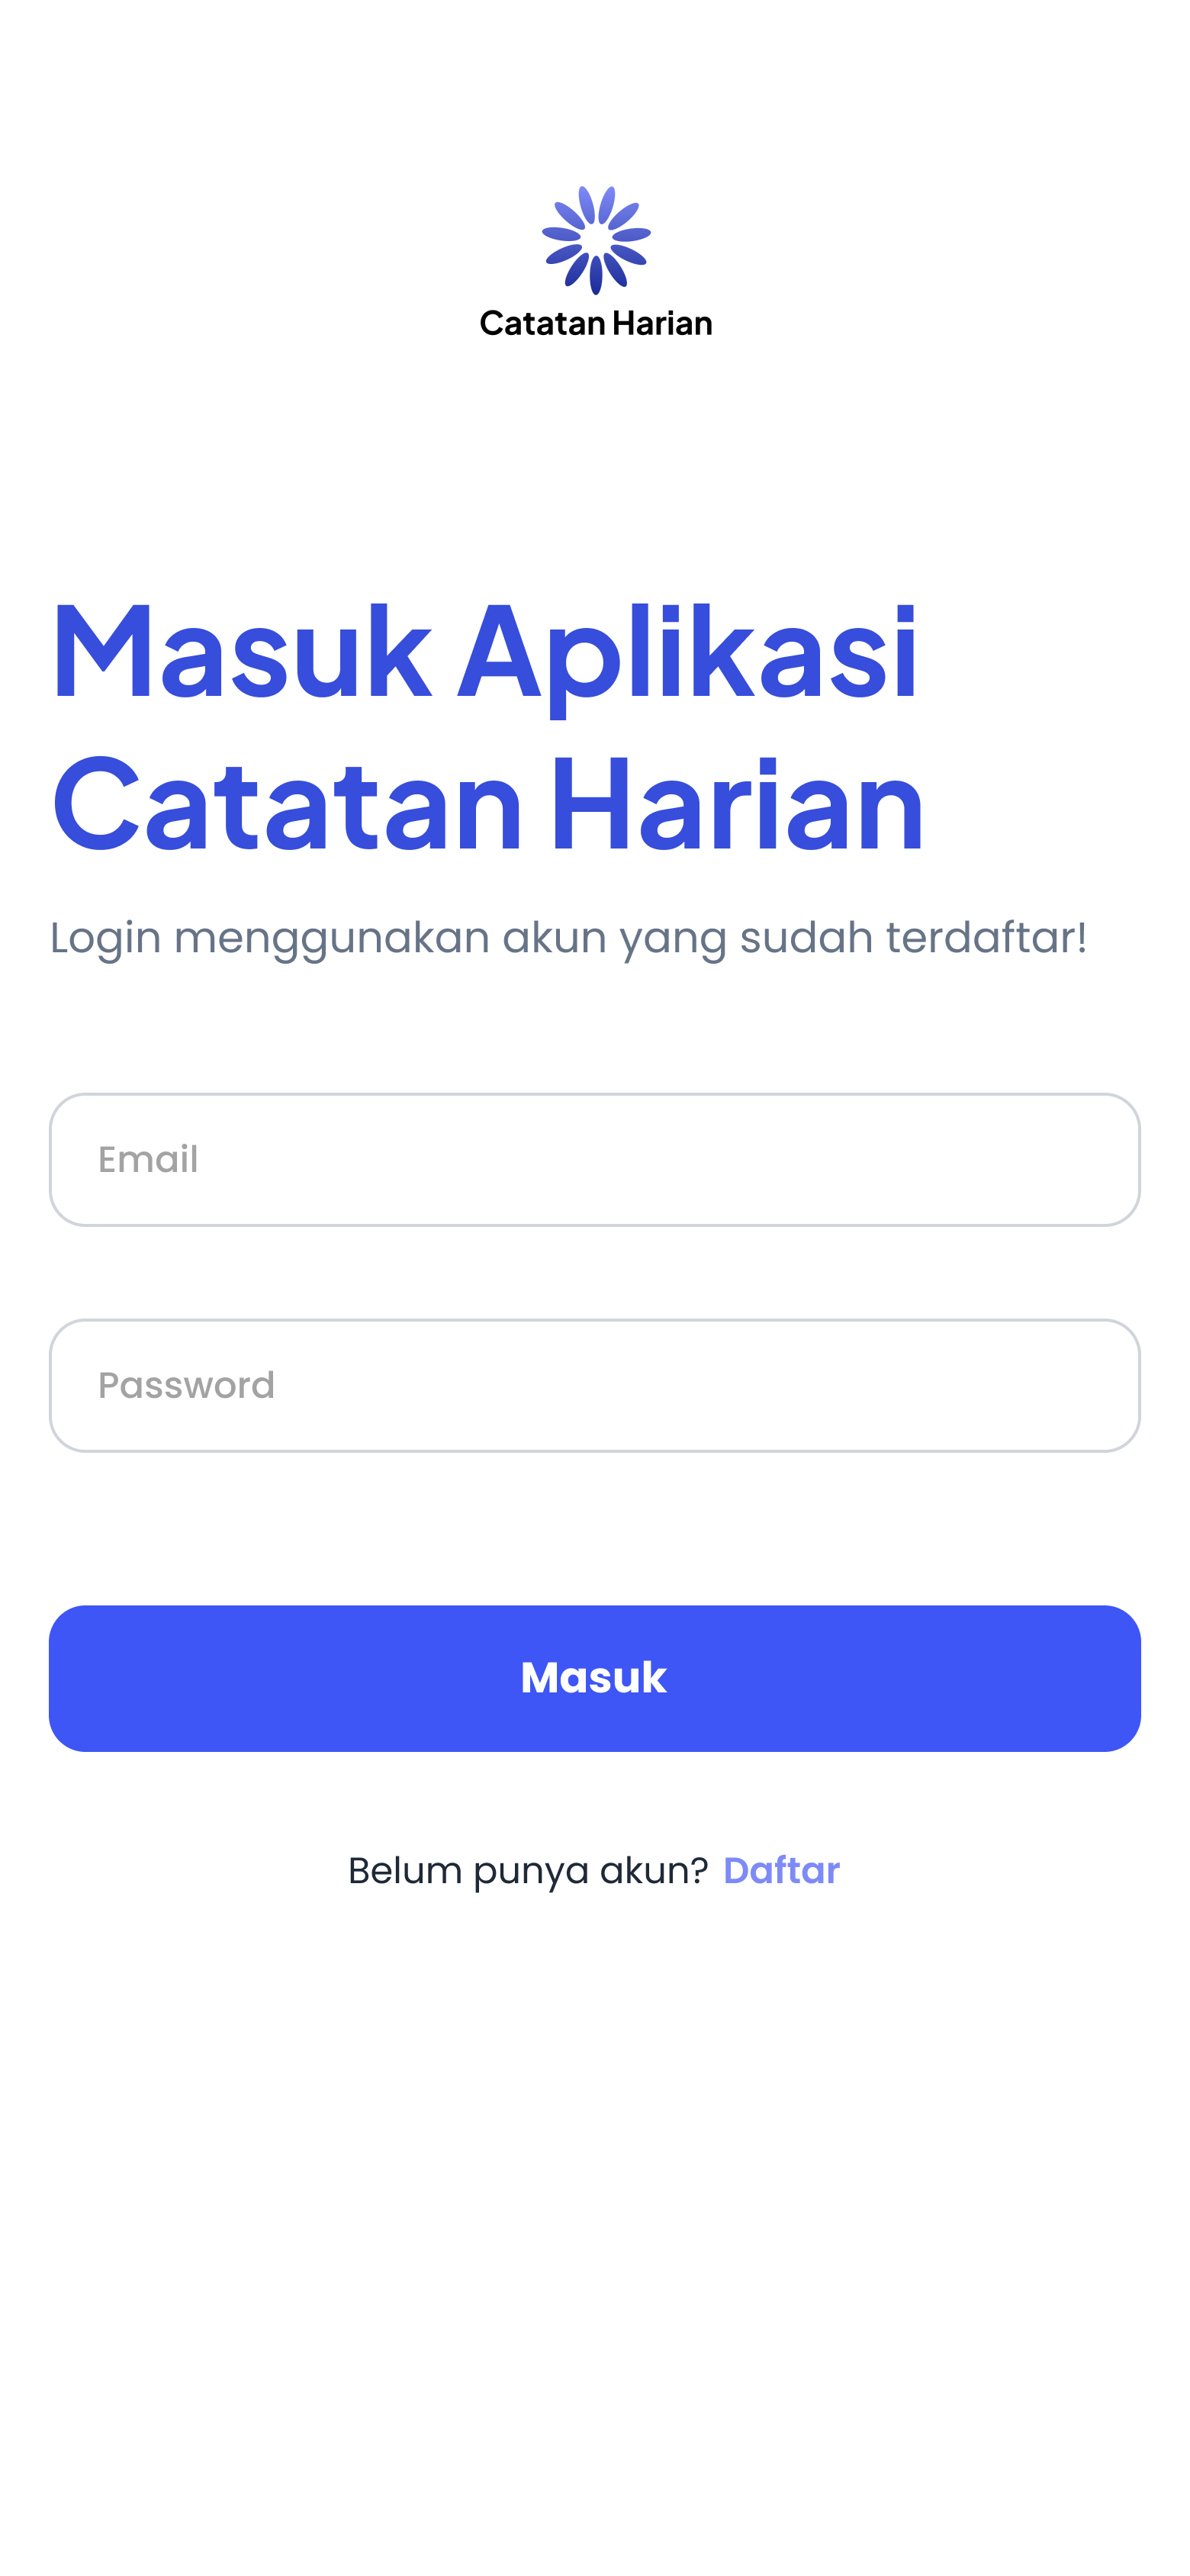 Catatan Harian
Masuk Aplikasi
Catatan Harian
Login menggunakan akun yang sudah terdaftar!
Email
Password
Masuk
Belum punya akun? Daftar